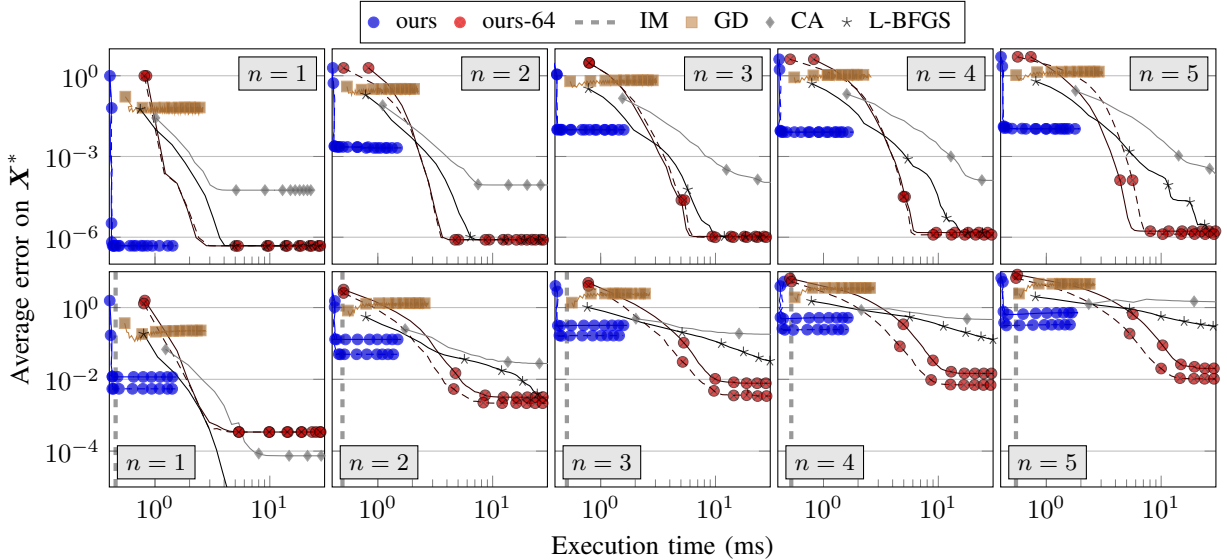 ours ours-64 IM GD CA L-BFGS
n = 1 n = 2 n = 3 n = 4 n = 5
10^0
10^−3
10^−6
Average error on X*
10^0
10^−2
10^−4
n = 1 n = 2 n = 3 n = 4 n = 5
10^0 10^1 10^0 10^1 10^0 10^1 10^0 10^1 10^0 10^1
Execution time (ms)